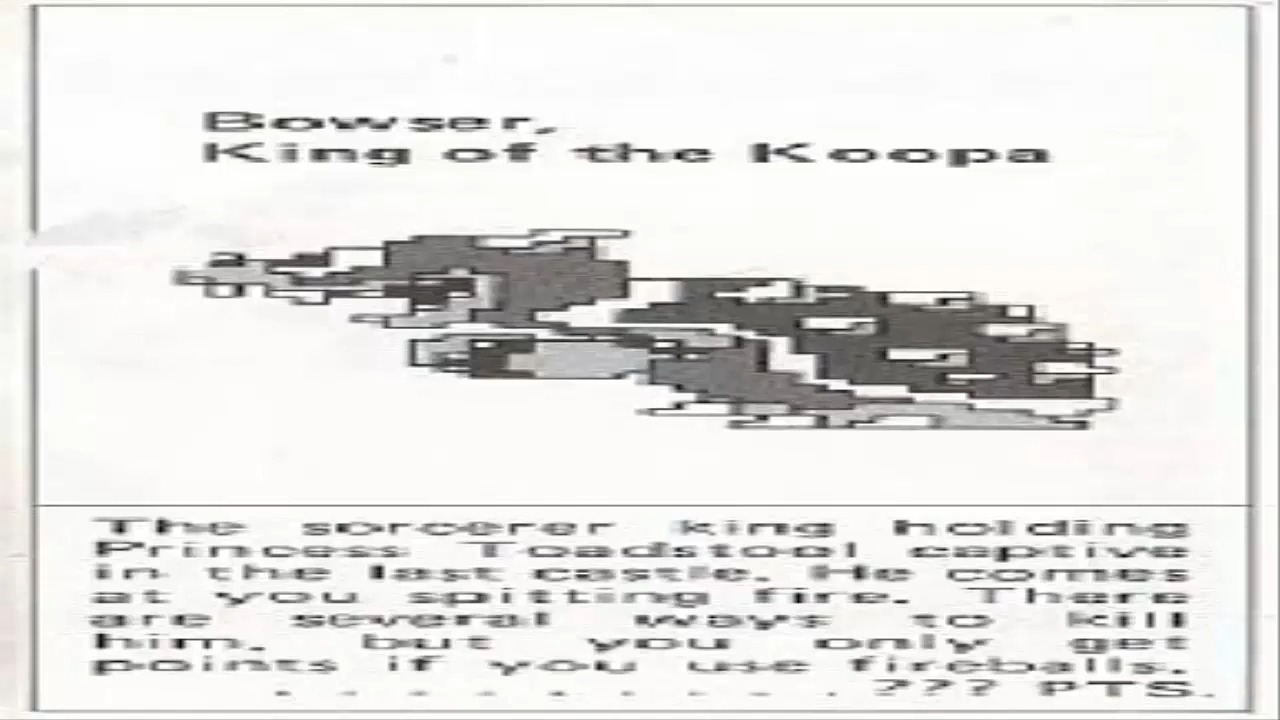 Bowser,
King of the Koopa
The sorcerer king holding
Princess Toadstool captive
in the last castle. He comes
at you spitting fire. There
are several ways to kill
him, but you only get
points if you use fireballs.
. . . . . . . . . . ??? PTS.